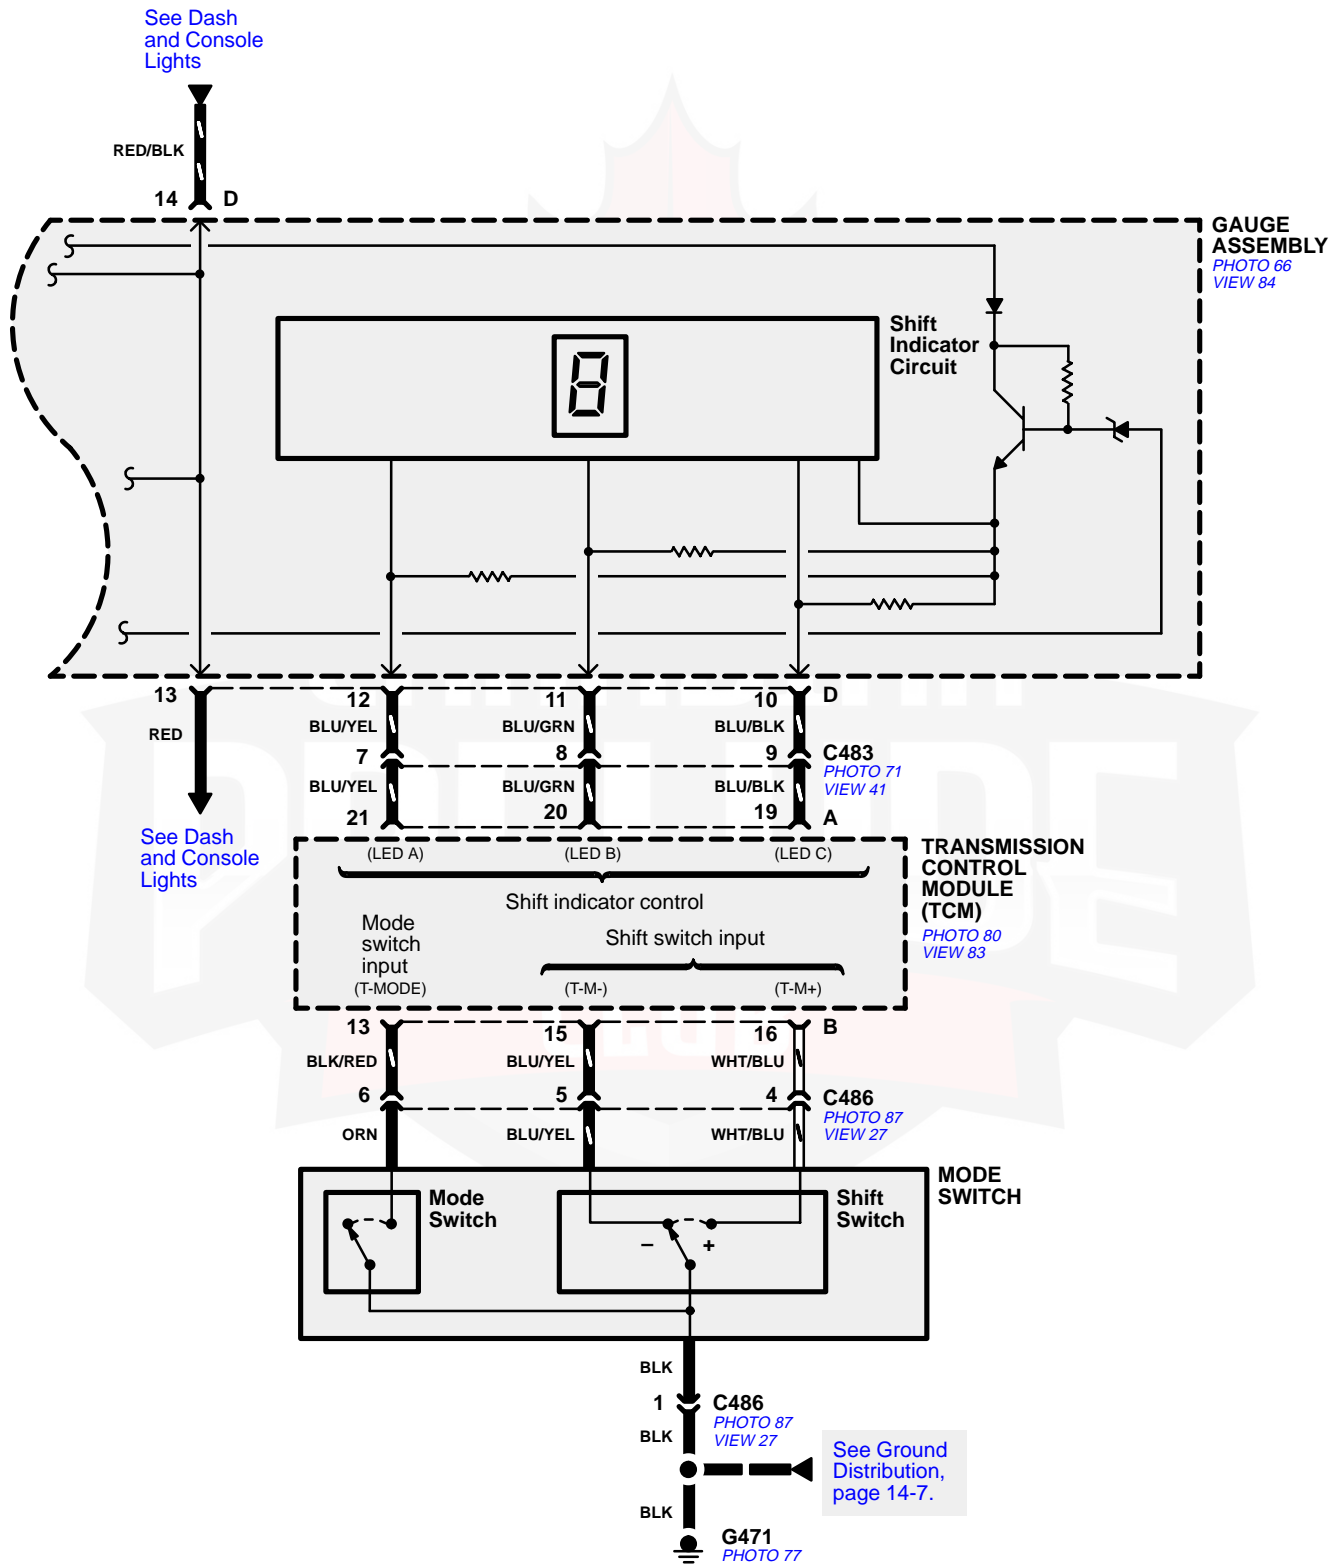 See Dash
and Console
Lights
RED/BLK
14 D
GAUGE
ASSEMBLY
PHOTO 66
VIEW 84
Shift
Indicator
Circuit
8
13 12 11 10 D
RED BLU/YEL BLU/GRN BLU/BLK
7 8 9 C483
PHOTO 71
VIEW 41
BLU/YEL BLU/GRN BLU/BLK
21 20 19 A
See Dash
and Console
Lights
(LED A) (LED B) (LED C)
TRANSMISSION
CONTROL
MODULE
(TCM)
PHOTO 80
VIEW 83
Shift indicator control
Mode
switch
input
(T-MODE)
Shift switch input
(T-M-) (T-M+)
13 15 16 B
BLK/RED BLU/YEL WHT/BLU
6 5 4 C486
PHOTO 87
VIEW 27
ORN BLU/YEL WHT/BLU
MODE
SWITCH
Mode
Switch
Shift
Switch
– +
BLK
1 C486
PHOTO 87
VIEW 27
BLK
See Ground
Distribution,
page 14-7.
BLK
G471
PHOTO 77